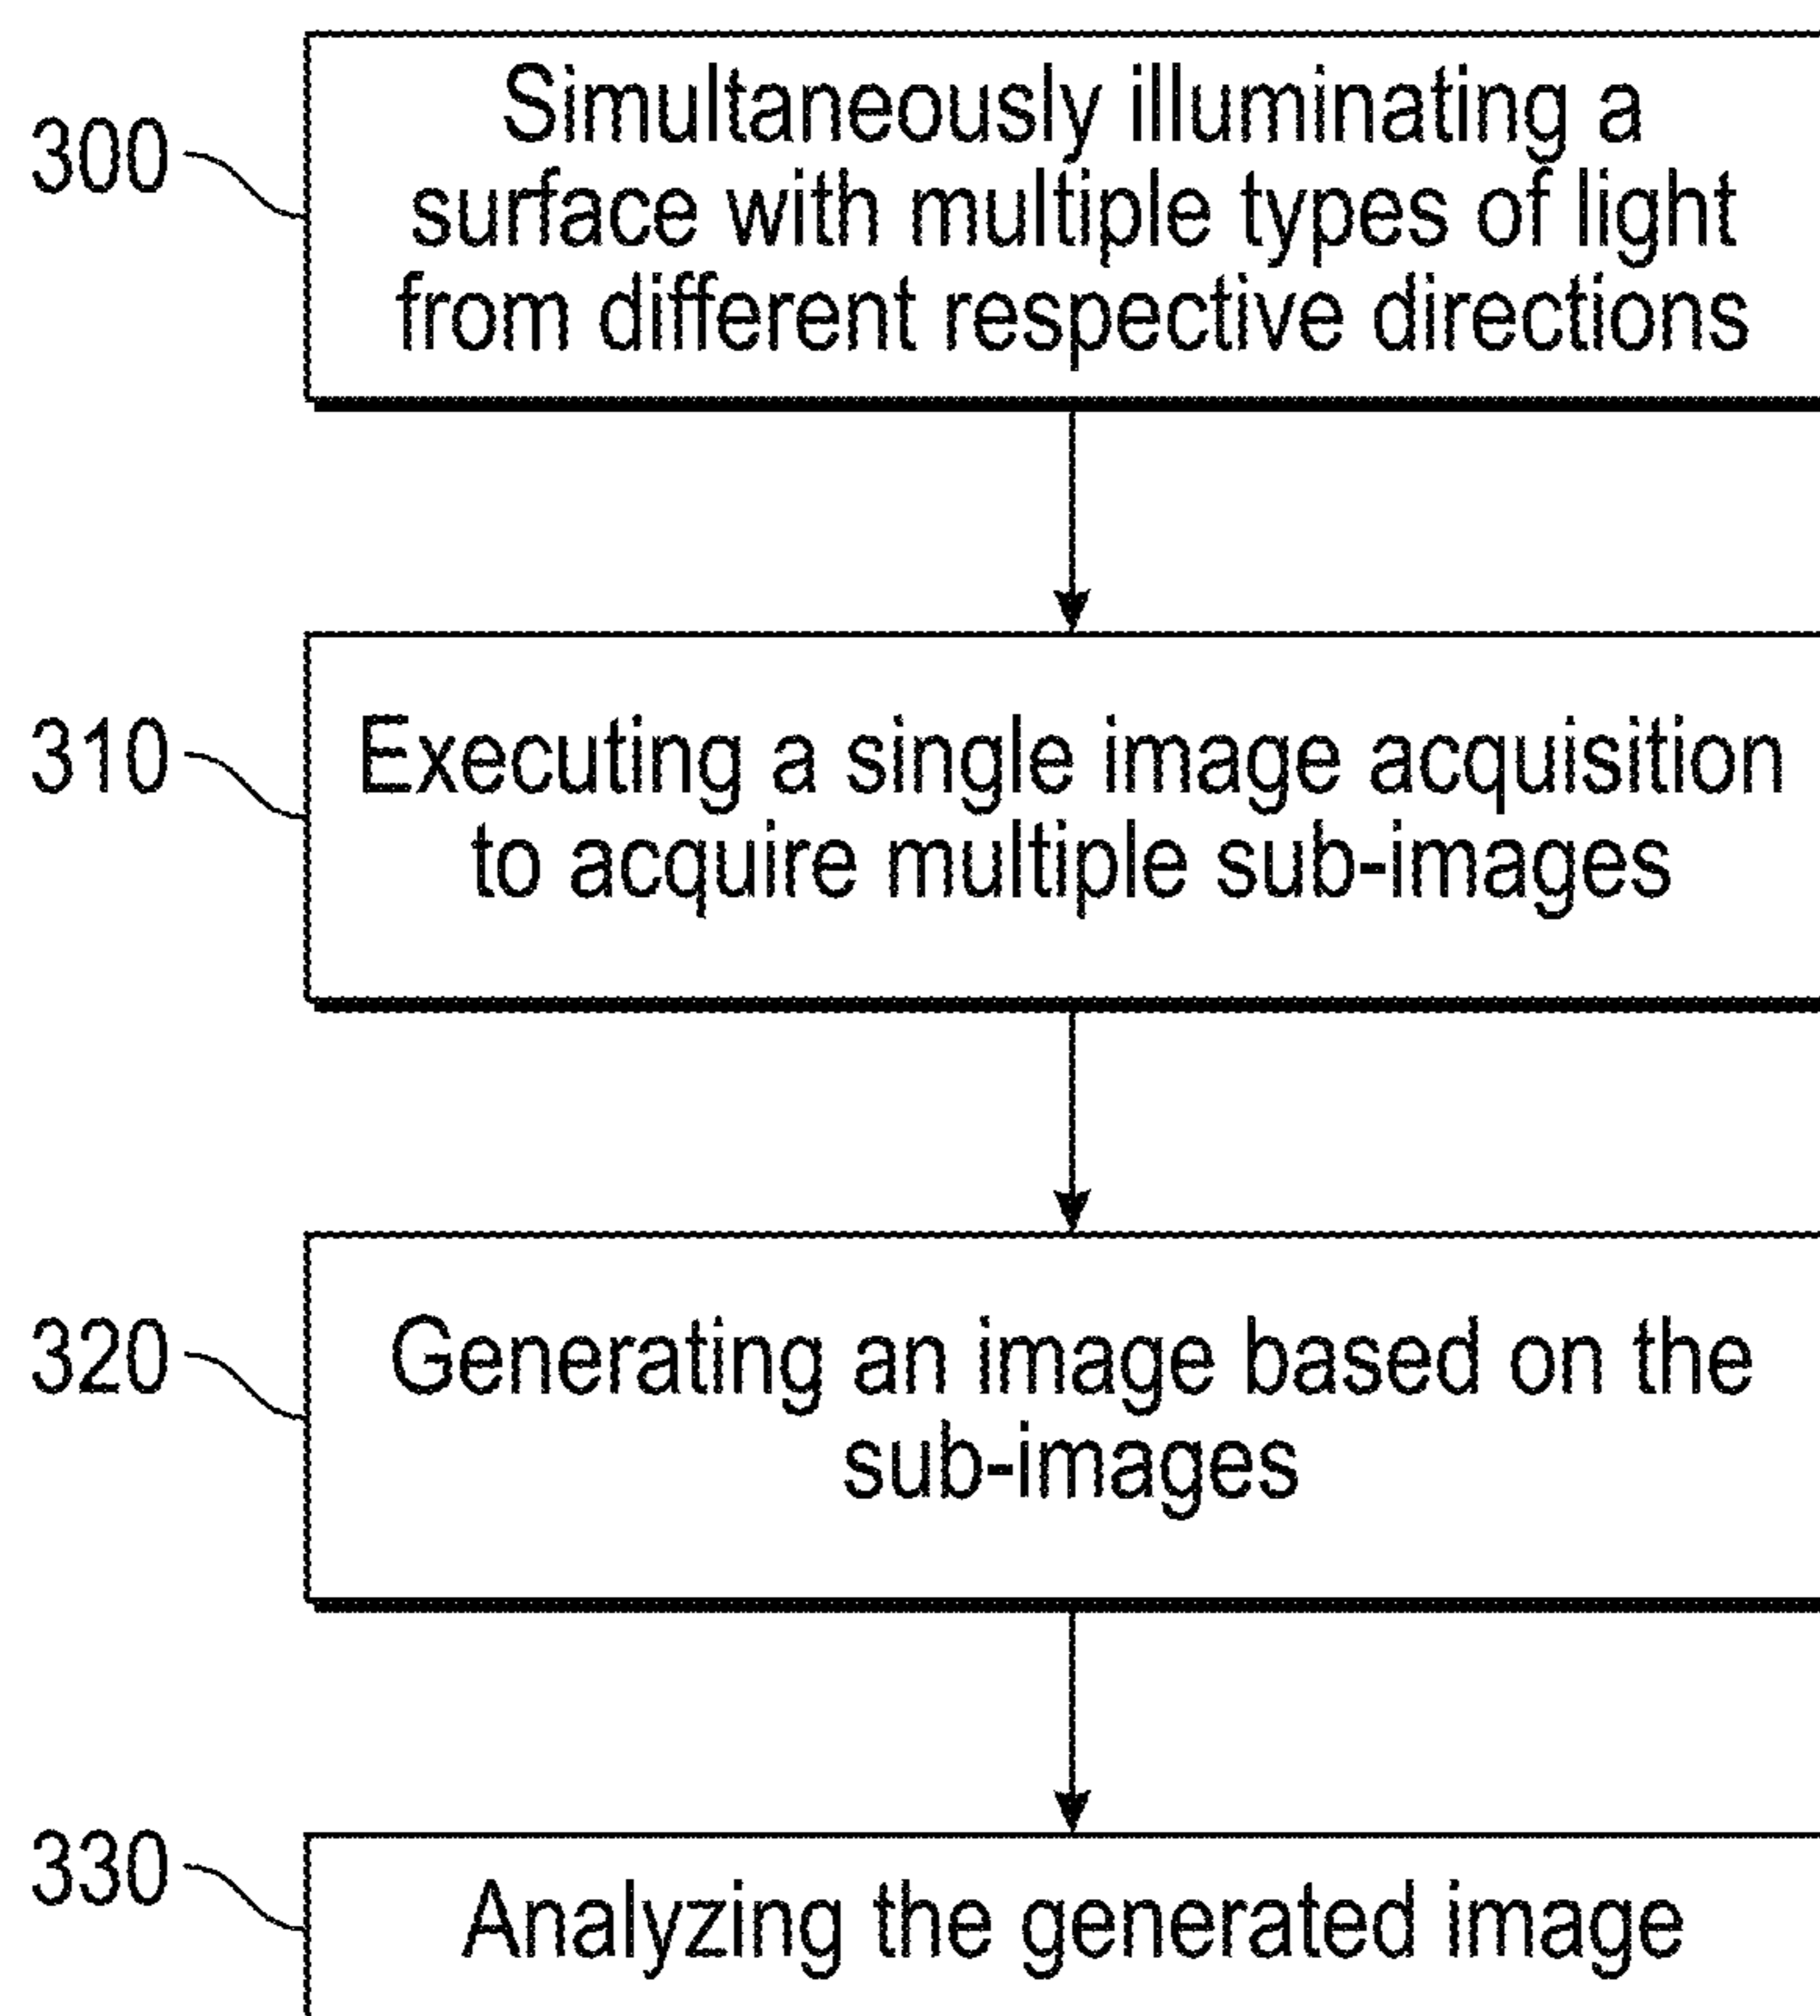 300
Simultaneously illuminating a
surface with multiple types of light
from different respective directions
310
Executing a single image acquisition
to acquire multiple sub-images
320
Generating an image based on the
sub-images
330
Analyzing the generated image